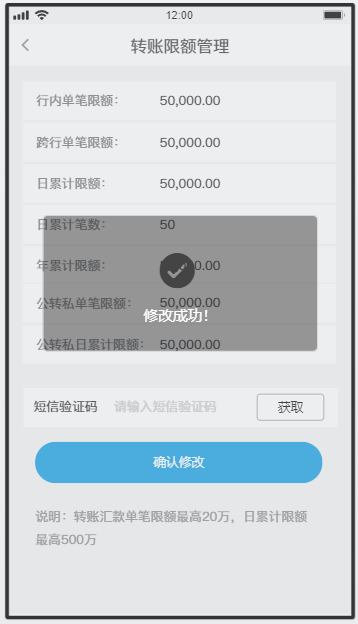 12:00
转账限额管理
行内单笔限额： 50,000.00
跨行单笔限额： 50,000.00
日累计限额： 50,000.00
日累计笔数： 50
年累计限额： 50,000.00
公转私单笔限额： 50,000.00
修改成功！
公转私日累计限额： 50,000.00
短信验证码 请输入短信验证码 获取
确认修改
说明：转账汇款单笔限额最高20万，日累计限额
最高500万